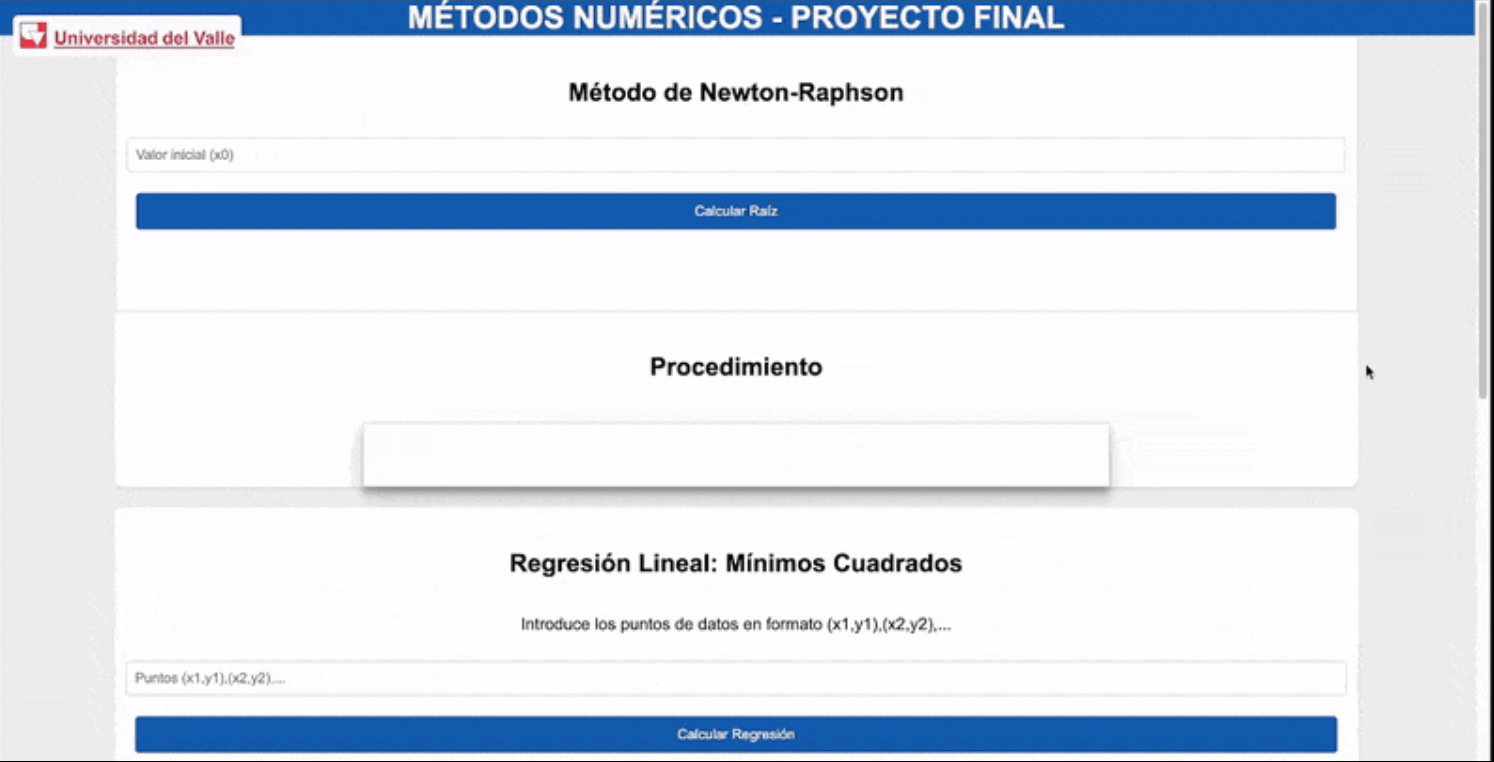 MÉTODOS NUMÉRICOS - PROYECTO FINAL
Universidad del Valle
Método de Newton-Raphson
Valor inicial (x0)
Calcular Raíz
Procedimiento
Regresión Lineal: Mínimos Cuadrados
Introduce los puntos de datos en formato (x1,y1),(x2,y2),...
Puntos (x1,y1),(x2,y2),...
Calcular Regresión